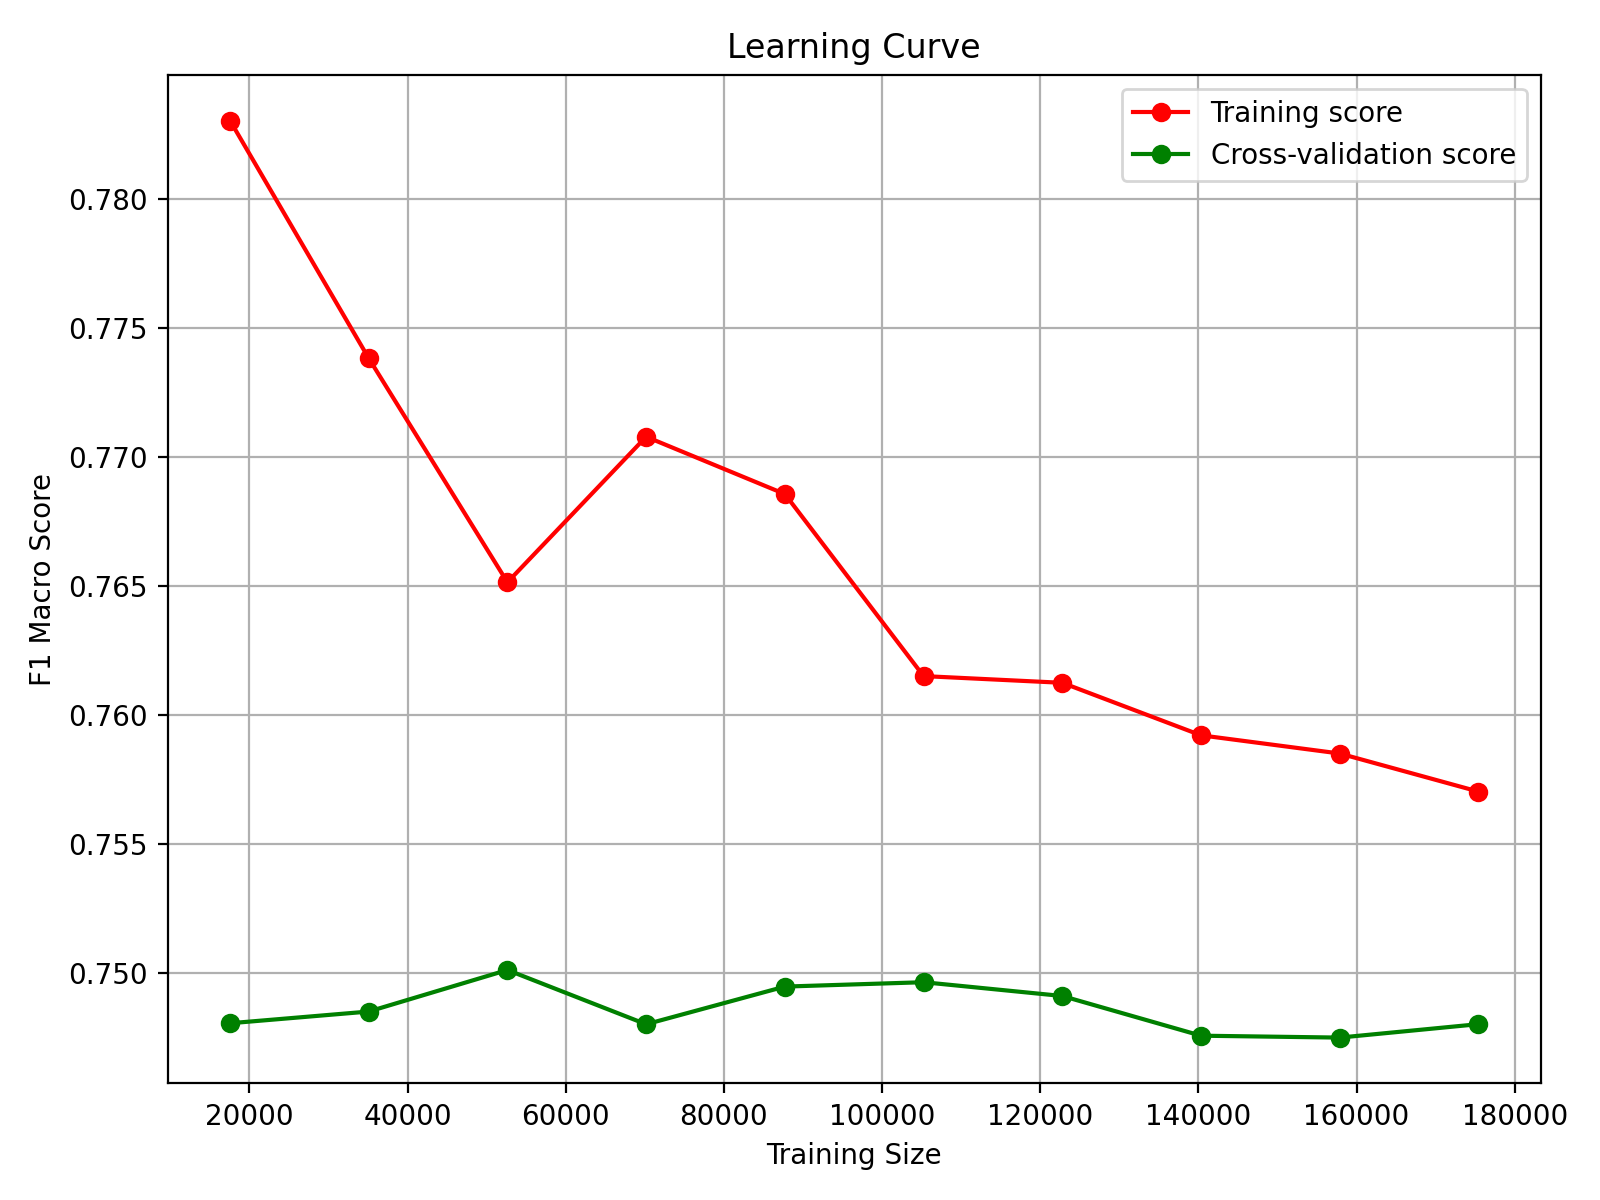 Learning Curve
Training score
Cross-validation score
F1 Macro Score
0.780
0.775
0.770
0.765
0.760
0.755
0.750
20000 40000 60000 80000 100000 120000 140000 160000 180000
Training Size